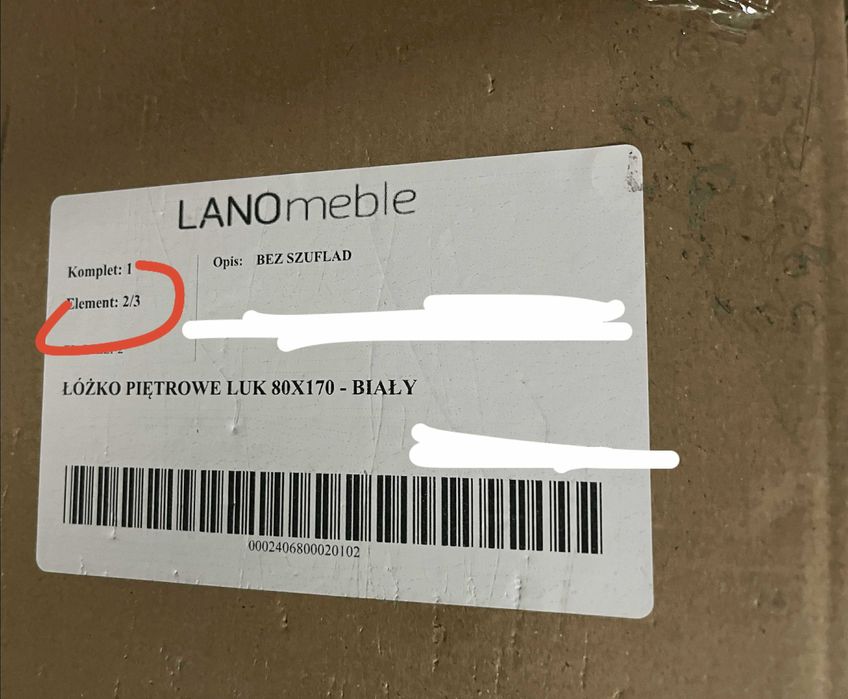 LANOmeble
Komplet: 1
Opis: BEZ SZUFLAD
Element: 2/3
ŁÓŻKO PIĘTROWE LUK 80X170 - BIAŁY
0002406800020102